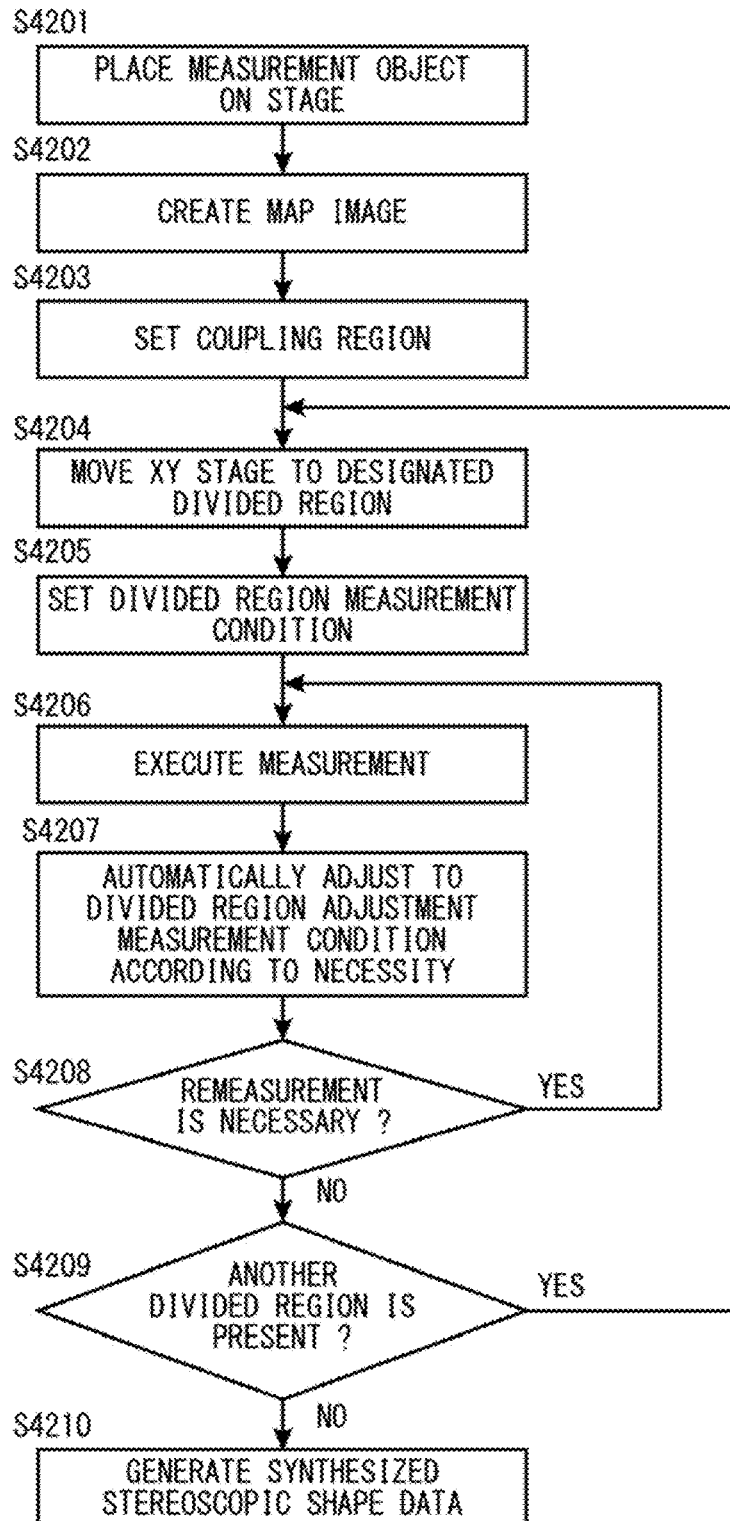 S4201
PLACE MEASUREMENT OBJECT
ON STAGE
S4202
CREATE MAP IMAGE
S4203
SET COUPLING REGION
S4204
MOVE XY STAGE TO DESIGNATED
DIVIDED REGION
S4205
SET DIVIDED REGION MEASUREMENT
CONDITION
S4206
EXECUTE MEASUREMENT
S4207
AUTOMATICALLY ADJUST TO
DIVIDED REGION ADJUSTMENT
MEASUREMENT CONDITION
ACCORDING TO NECESSITY
S4208
REMEASUREMENT
IS NECESSARY ?
YES
NO
S4209
ANOTHER
DIVIDED REGION IS
PRESENT ?
YES
NO
S4210
GENERATE SYNTHESIZED
STEREOSCOPIC SHAPE DATA